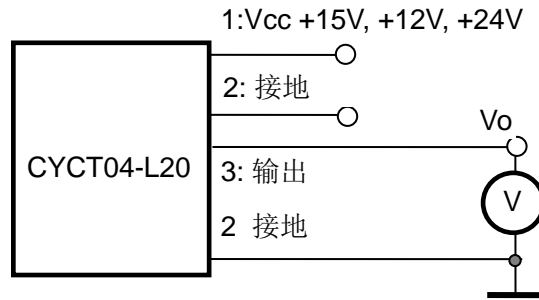 1:Vcc +15V, +12V, +24V
2: 接地
Vo
CYCT04-L20
3: 输出
V
2 接地